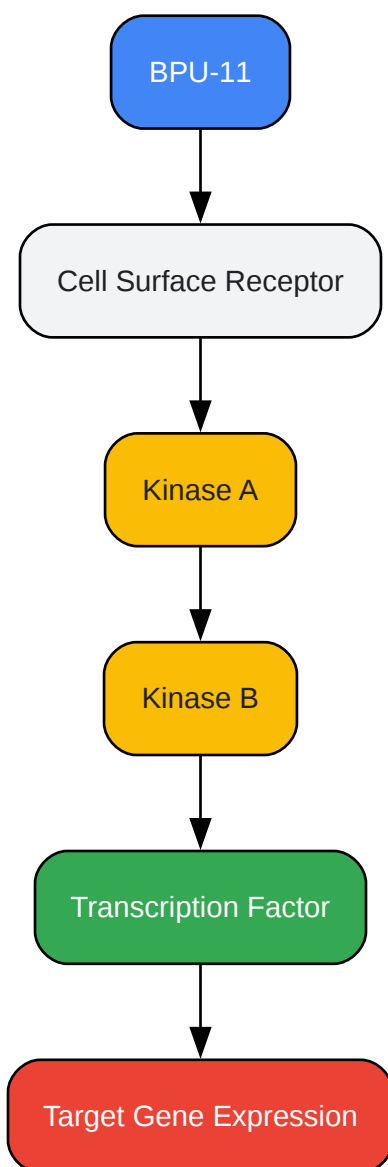 BPU-11
Cell Surface Receptor
Kinase A
Kinase B
Transcription Factor
Target Gene Expression